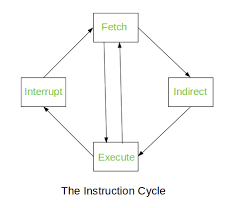 Fetch
Interrupt
Indirect
Execute
The Instruction Cycle